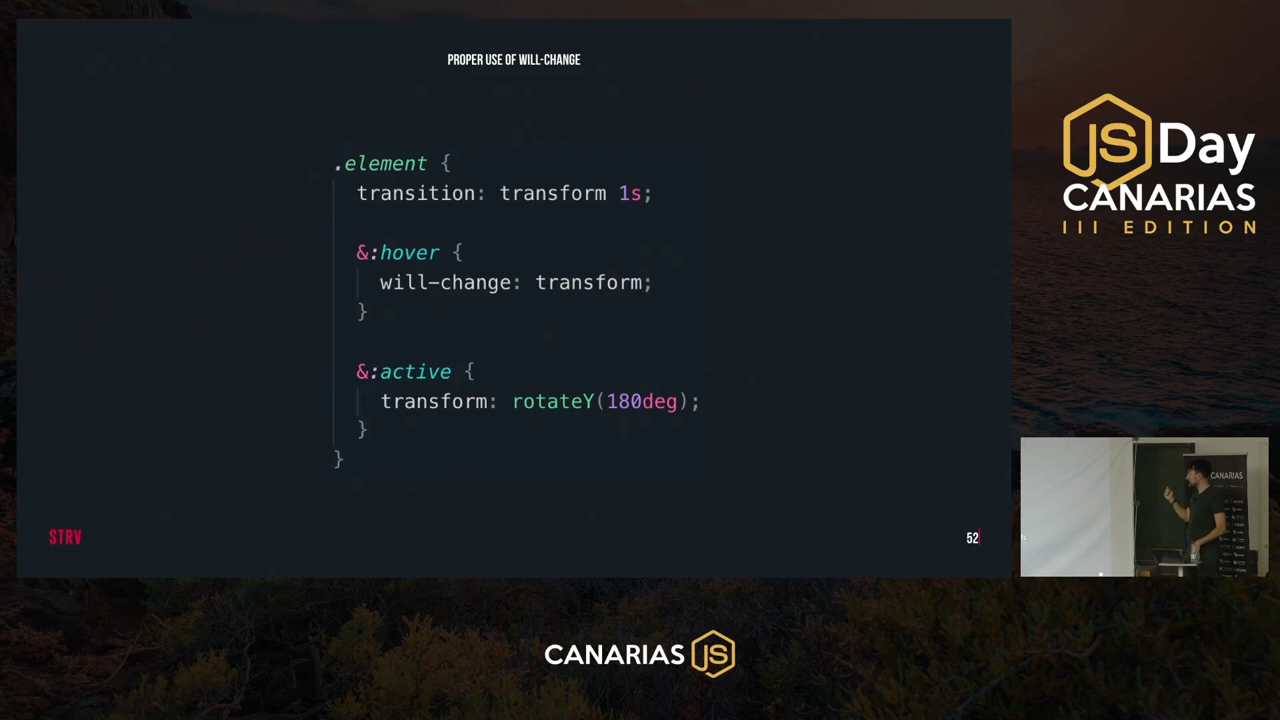 PROPER USE OF WILL-CHANGE
.element {
transition: transform 1s;
&:hover {
will-change: transform;
}
&:active {
transform: rotateY(180deg);
}
}
STRV
52
JS Day
CANARIAS
III EDITION
CANARIAS
CANARIAS JS